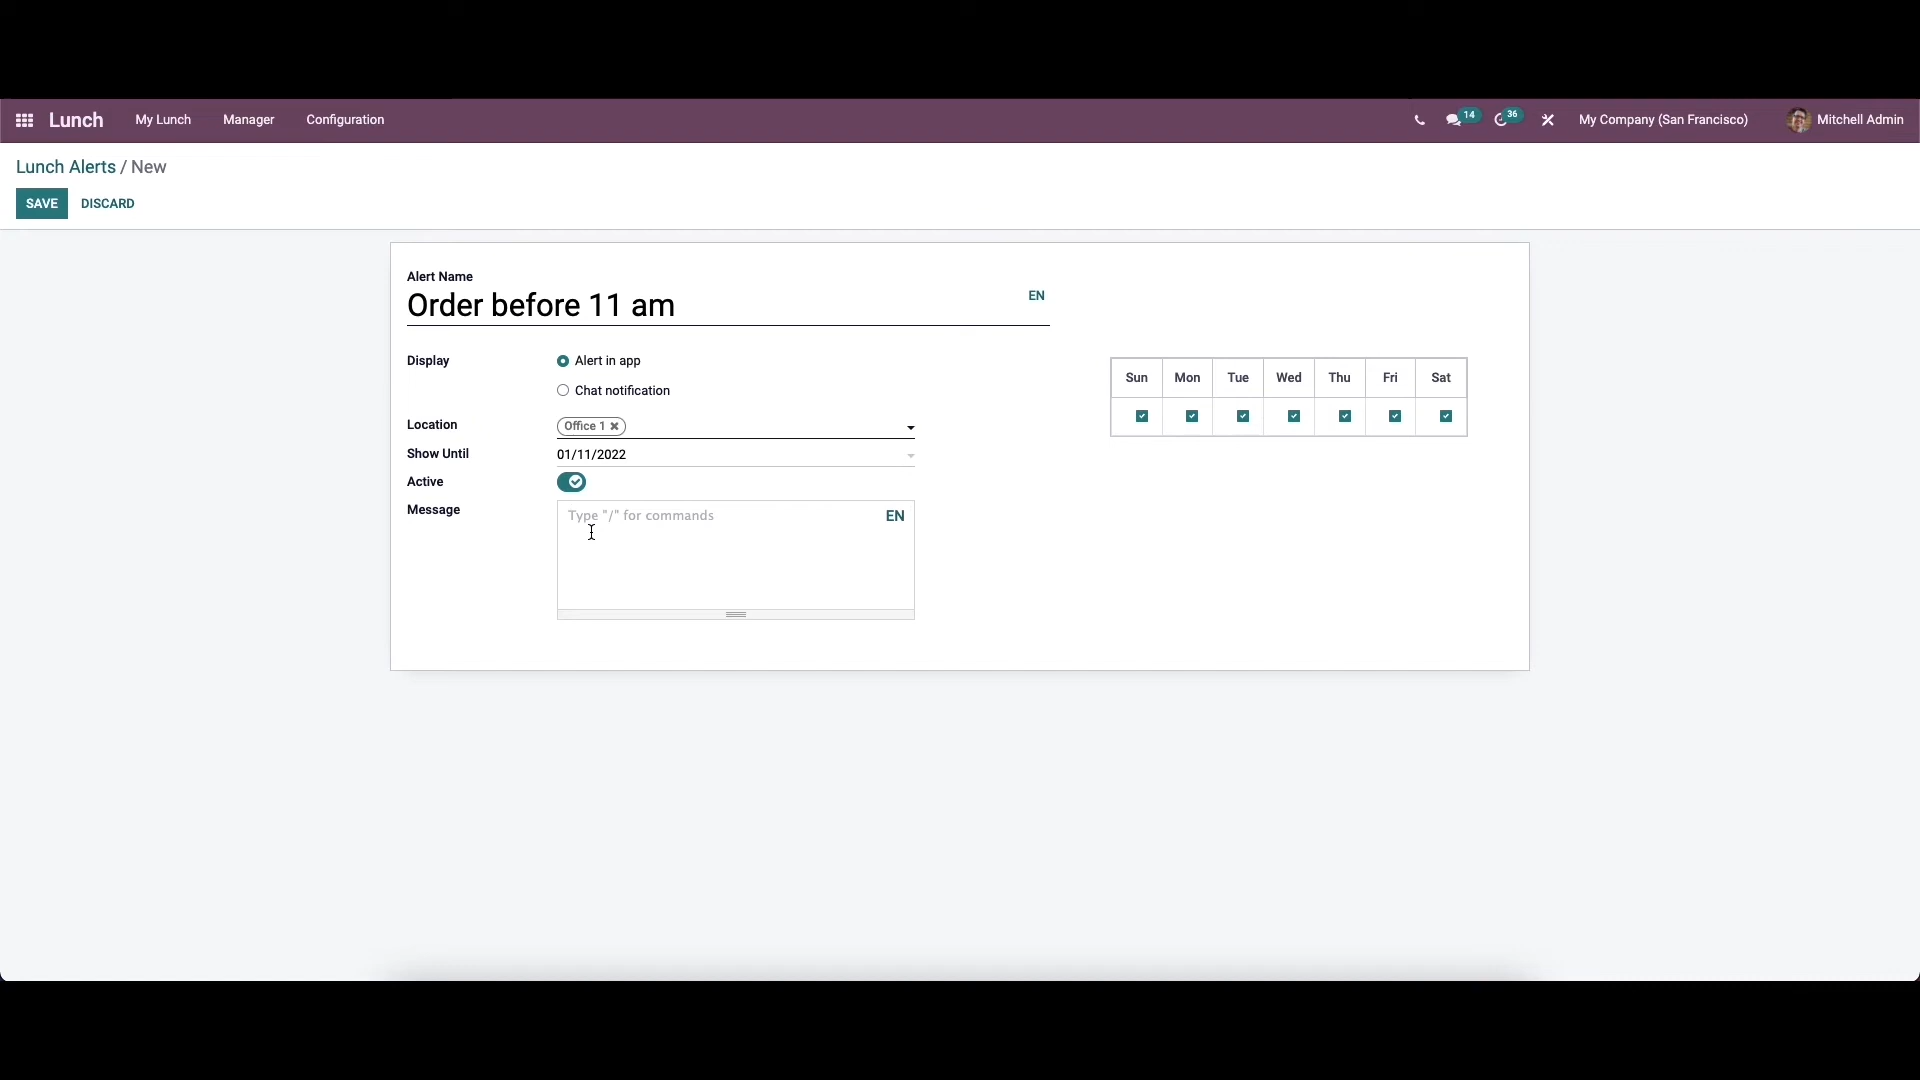 Lunch My Lunch Manager Configuration 14 36 My Company (San Francisco) Mitchell Admin
Lunch Alerts / New
SAVE DISCARD
Alert Name
Order before 11 am EN
Display Alert in app
Chat notification
Sun Mon Tue Wed Thu Fri Sat
Location Office 1
Show Until 01/11/2022
Active
Message Type "/" for commands EN